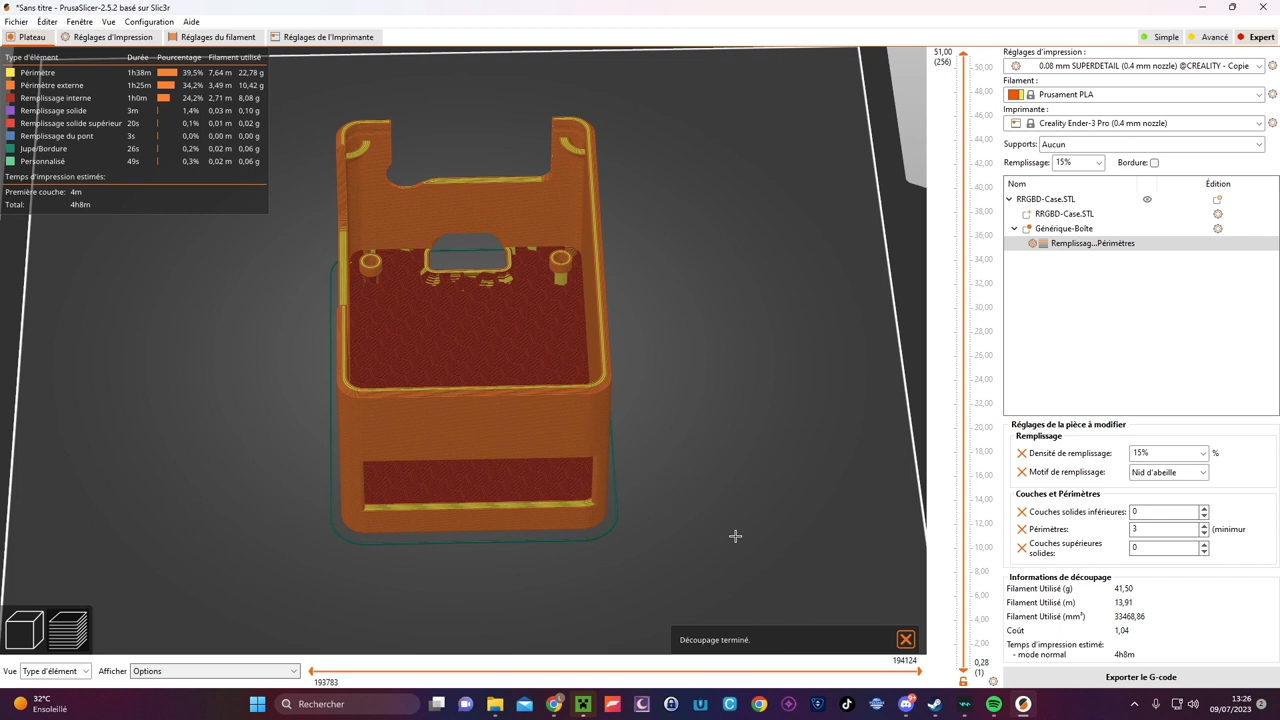 *Sans titre - PrusaSlicer-2.5.2 basé sur Slic3r
Fichier Éditer Fenêtre Vue Configuration Aide
Plateau Réglages d'Impression Réglages du filament Réglages de l'Imprimante Simple Avancé Expert
Type d'élément Durée Pourcentage Filament utilisé
Périmètre 1h38m 39,5% 7,64 m 22,78 g
Périmètre externe 1h25m 34,2% 3,49 m 10,42 g
Remplissage interne 1h0m 24,2% 2,71 m 8,08 g
Remplissage solide 3m 1,4% 0,03 m 0,10 g
Remplissage solide supérieur 20s 0,1% 0,01 m 0,02 g
Remplissage du pont 3s 0,0% 0,00 m 0,00 g
Jupe/Bordure 26s 0,2% 0,02 m 0,06 g
Personnalisé 49s 0,3% 0,02 m 0,06 g
Temps d'impression estimés:
Première couche: 4m
Total: 4h8m
51,00
(256)
50,00
48,00
46,00
44,00
42,00
40,00
38,00
36,00
34,00
32,00
30,00
28,00
26,00
24,00
22,00
20,00
18,00
16,00
14,00
12,00
10,00
8,00
6,00
4,00
2,00
0,28
(1)
Réglages d'impression :
0.08 mm SUPERDETAIL (0.4 mm nozzle) @CREALITY - Copie
Filament :
Prusament PLA
Imprimante :
Creality Ender-3 Pro (0.4 mm nozzle)
Supports: Aucun
Remplissage: 15% Bordure:
Nom Édition
RRGBD-Case.STL
RRGBD-Case.STL
Générique-Boîte
Remplissag...Périmètres
Réglages de la pièce à modifier
Remplissage
Densité de remplissage: 15% %
Motif de remplissage: Nid d'abeille
Couches et Périmètres
Couches solides inférieures: 0
Périmètres: 3 (minimum)
Couches supérieures
solides: 0
Informations de découpage
Filament Utilisé (g) 41,50
Filament Utilisé (m) 13,91
Filament Utilisé (mm³)
Coût
Temps d'impression estimé:
- mode normal 4h8m
Exporter le G-code
Découpage terminé.
194124
Vue Type d'élément Afficher Options
193783
32°C
Ensoleillé
Rechercher
13:26
09/07/2023